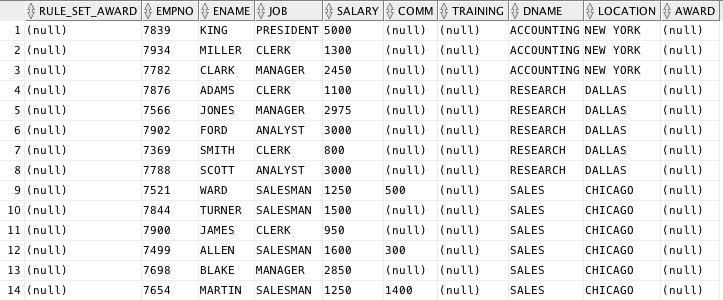 RULE_SET_AWARD EMPNO ENAME JOB SALARY COMM TRAINING DNAME LOCATION AWARD
1 (null) 7839 KING PRESIDENT 5000 (null) (null) ACCOUNTING NEW YORK (null)
2 (null) 7934 MILLER CLERK 1300 (null) (null) ACCOUNTING NEW YORK (null)
3 (null) 7782 CLARK MANAGER 2450 (null) (null) ACCOUNTING NEW YORK (null)
4 (null) 7876 ADAMS CLERK 1100 (null) (null) RESEARCH DALLAS (null)
5 (null) 7566 JONES MANAGER 2975 (null) (null) RESEARCH DALLAS (null)
6 (null) 7902 FORD ANALYST 3000 (null) (null) RESEARCH DALLAS (null)
7 (null) 7369 SMITH CLERK 800 (null) (null) RESEARCH DALLAS (null)
8 (null) 7788 SCOTT ANALYST 3000 (null) (null) RESEARCH DALLAS (null)
9 (null) 7521 WARD SALESMAN 1250 500 (null) SALES CHICAGO (null)
10 (null) 7844 TURNER SALESMAN 1500 (null) (null) SALES CHICAGO (null)
11 (null) 7900 JAMES CLERK 950 (null) (null) SALES CHICAGO (null)
12 (null) 7499 ALLEN SALESMAN 1600 300 (null) SALES CHICAGO (null)
13 (null) 7698 BLAKE MANAGER 2850 (null) (null) SALES CHICAGO (null)
14 (null) 7654 MARTIN SALESMAN 1250 1400 (null) SALES CHICAGO (null)